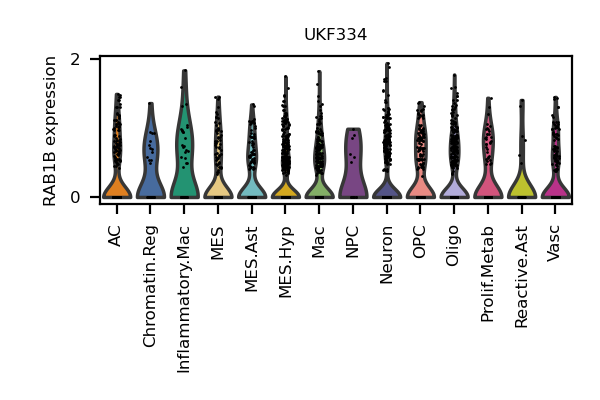 UKF334
RAB1B expression
2
0
AC
Chromatin.Reg
Inflammatory.Mac
MES
MES.Ast
MES.Hyp
Mac
NPC
Neuron
OPC
Oligo
Prolif.Metab
Reactive.Ast
Vasc